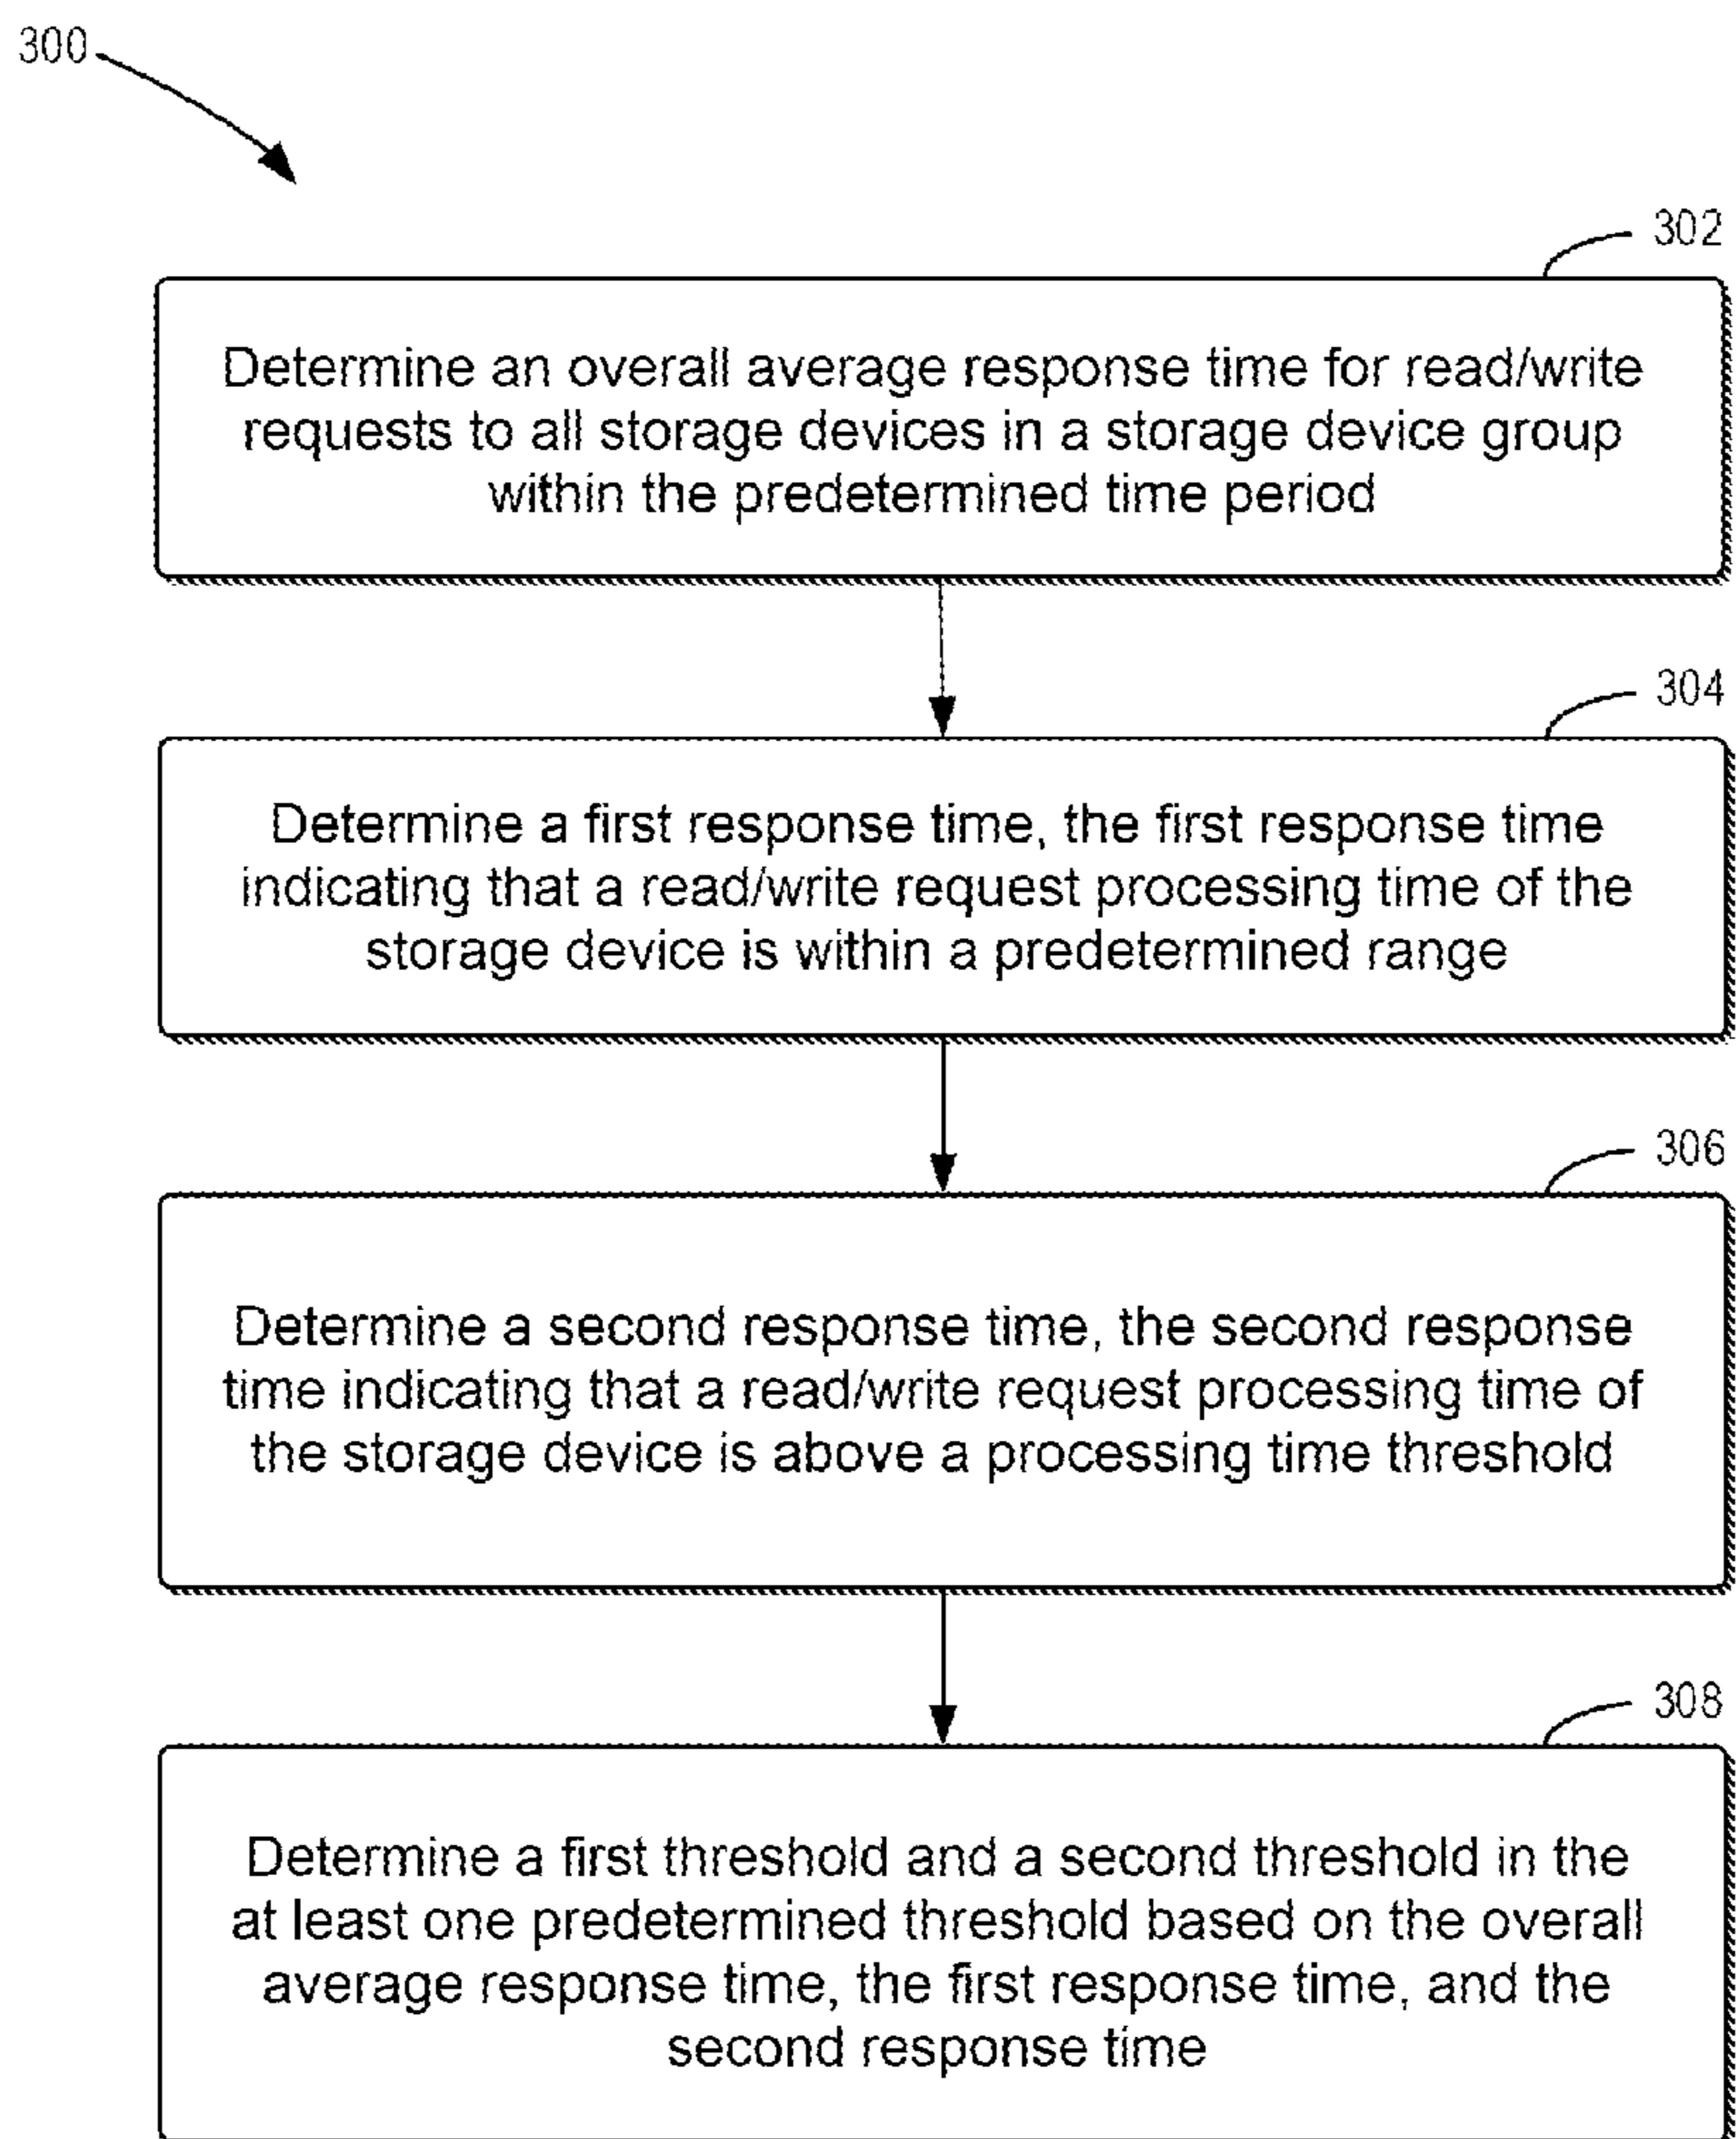 300
302
Determine an overall average response time for read/write
requests to all storage devices in a storage device group
within the predetermined time period
304
Determine a first response time, the first response time
indicating that a read/write request processing time of the
storage device is within a predetermined range
306
Determine a second response time, the second response
time indicating that a read/write request processing time of
the storage device is above a processing time threshold
308
Determine a first threshold and a second threshold in the
at least one predetermined threshold based on the overall
average response time, the first response time, and the
second response time